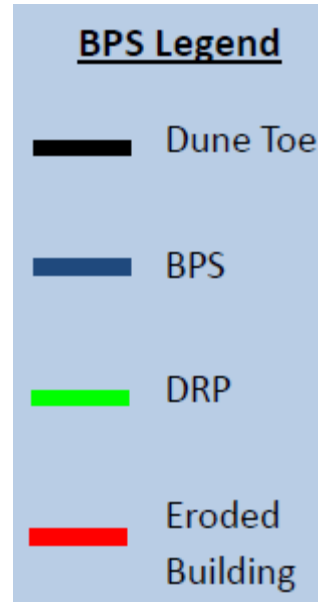 BPS Legend
Dune Toe
BPS
DRP
Eroded
Building